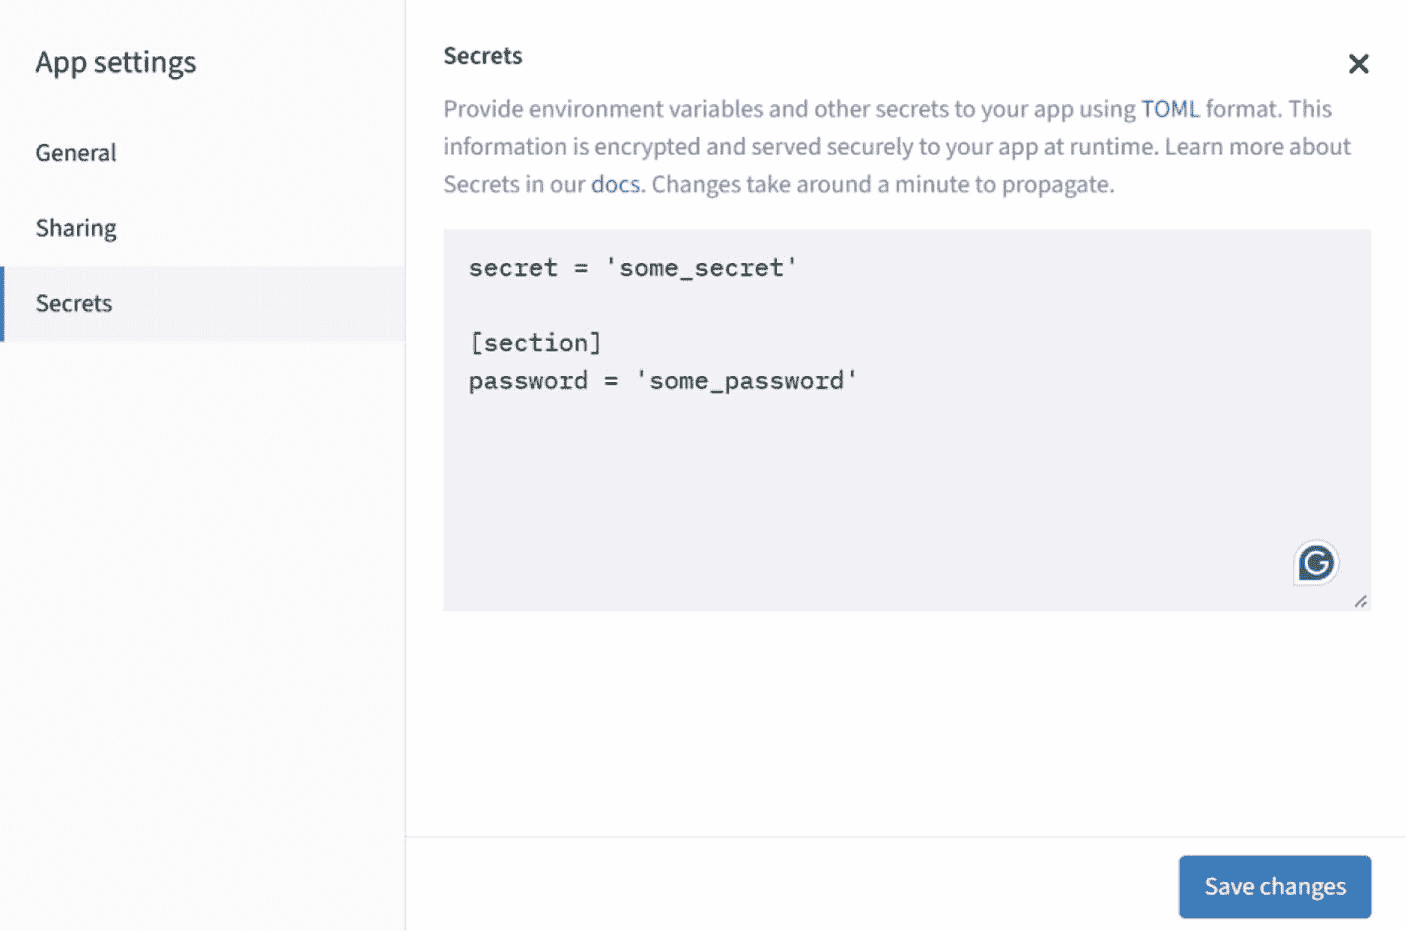 App settings
General
Sharing
Secrets
Secrets
Provide environment variables and other secrets to your app using TOML format. This
information is encrypted and served securely to your app at runtime. Learn more about
Secrets in our docs. Changes take around a minute to propagate.
secret = 'some_secret'
[section]
password = 'some_password'
Save changes